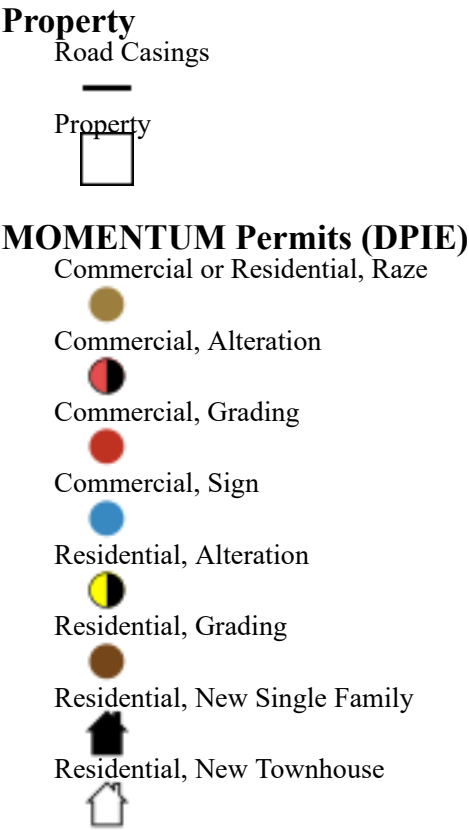 Property
Road Casings
Property
MOMENTUM Permits (DPIE)
Commercial or Residential, Raze
Commercial, Alteration
Commercial, Grading
Commercial, Sign
Residential, Alteration
Residential, Grading
Residential, New Single Family
Residential, New Townhouse